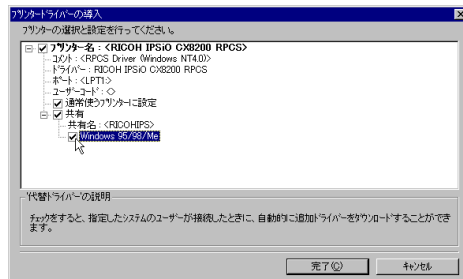 プリンタードライバーの導入
プリンターの選択と設定を行ってください。
プリンター名 : <RICOH IPSiO CX8200 RPCS>
コメント : <RPCS Driver (Windows NT4.0)>
ドライバー : RICOH IPSiO CX8200 RPCS
ポート : <LPT1:>
ユーザーコード : <>
通常使うプリンターに設定
共有
共有名 : <RICOHIPS>
Windows 95/98/Me
'代替ドライバー'の説明
チェックをすると、指定したシステムのユーザーが接続したときに、自動的に追加ドライバーをダウンロードすることができ
ます。
完了(C) キャンセル